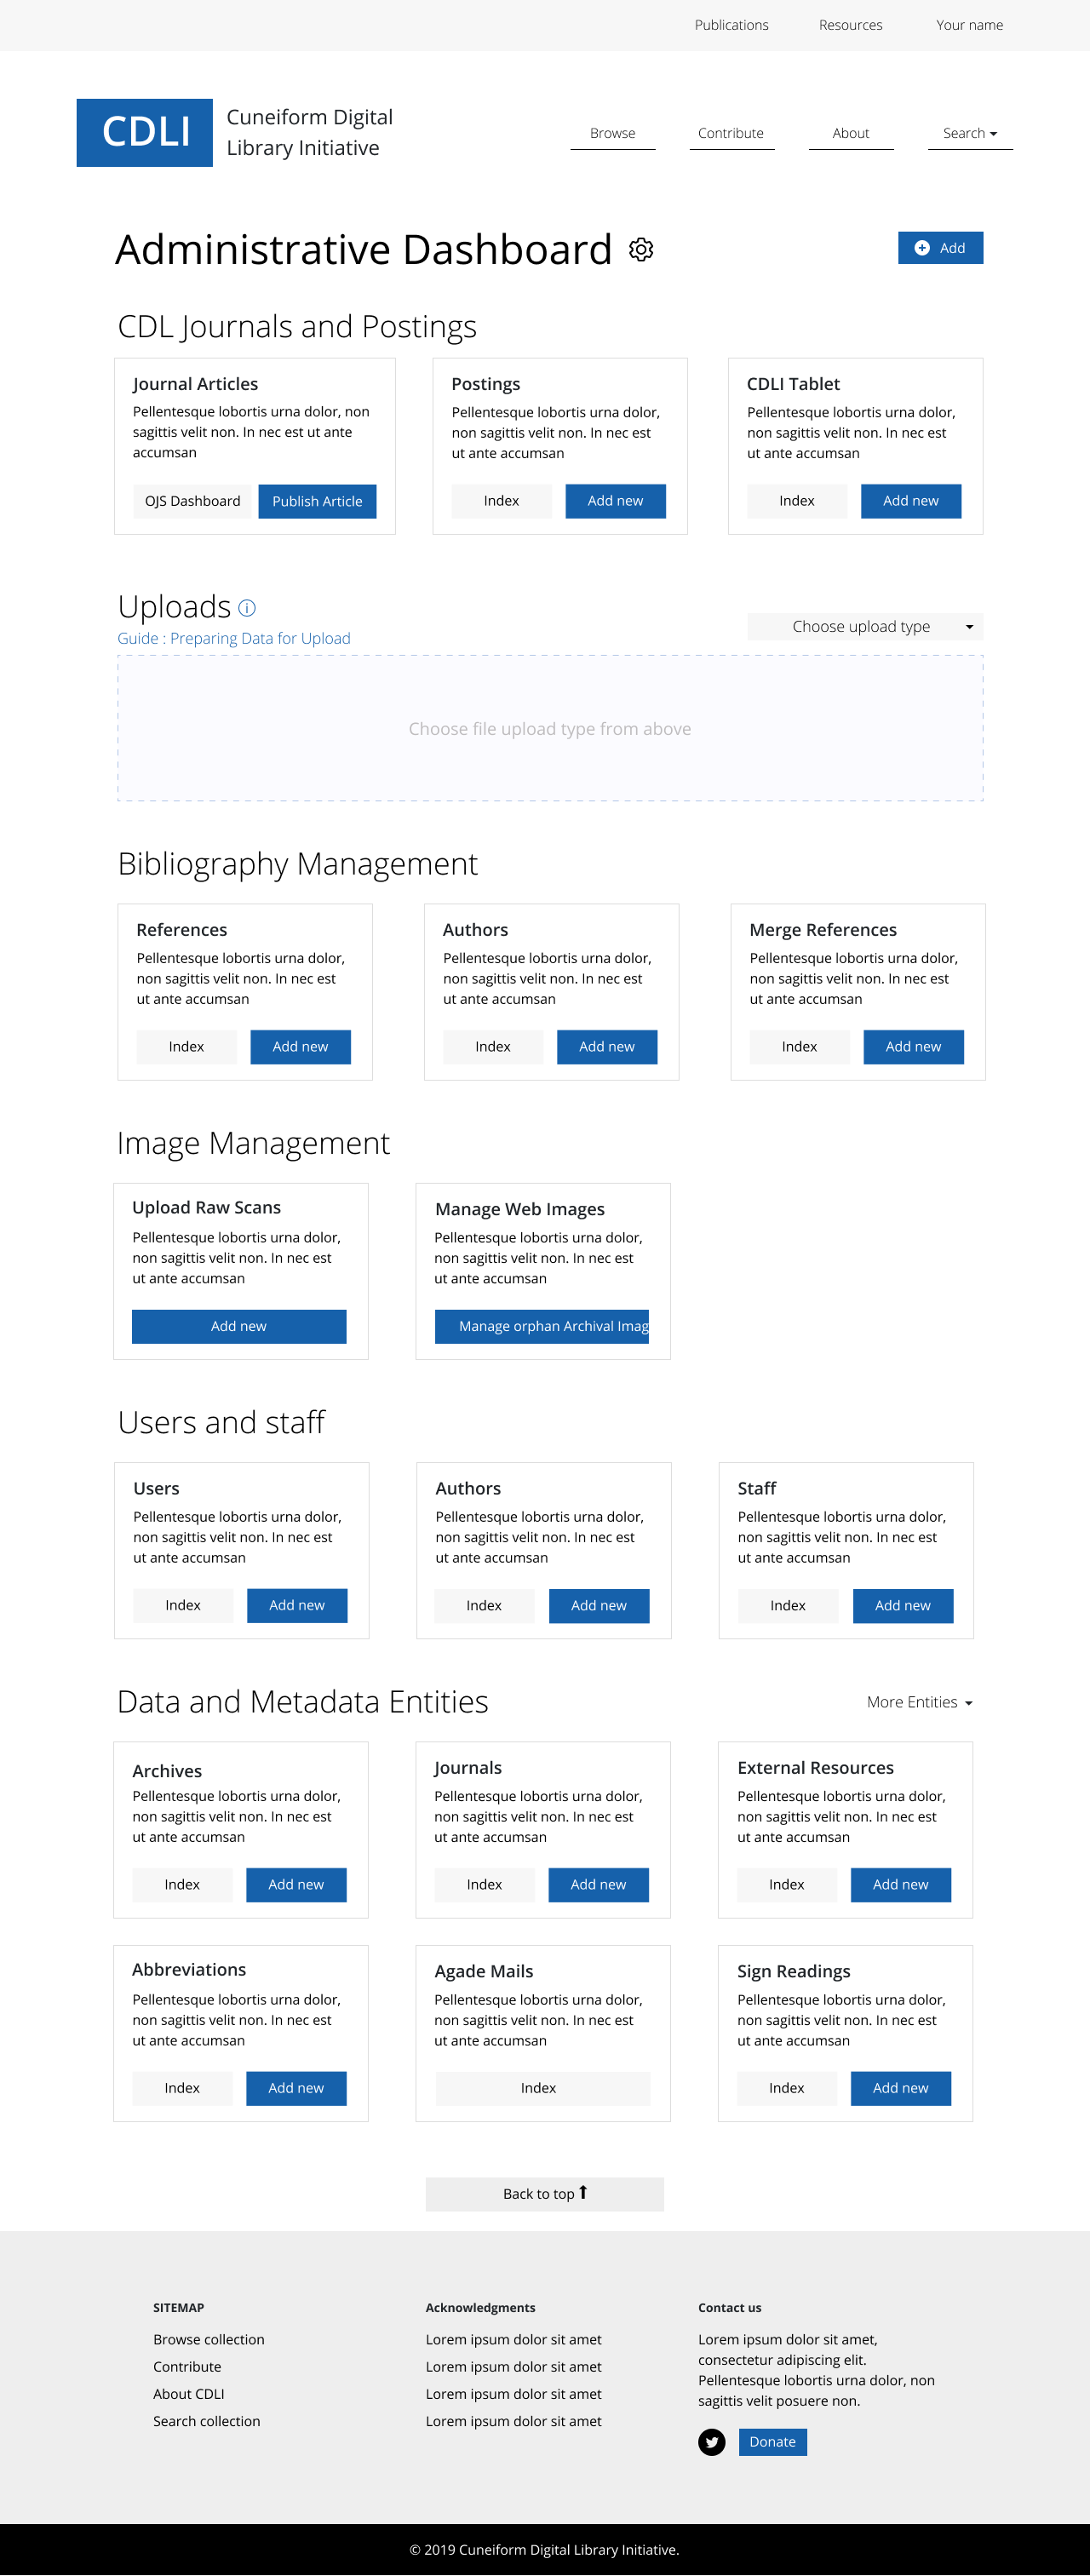 Publications Resources Your name
CDLI
Cuneiform Digital
Library Initiative
Browse Contribute About Search
Administrative Dashboard
Add
CDL Journals and Postings
Journal Articles
Pellentesque lobortis urna dolor, non
sagittis velit non. In nec est ut ante
accumsan
OJS Dashboard Publish Article
Postings
Pellentesque lobortis urna dolor,
non sagittis velit non. In nec est
ut ante accumsan
Index Add new
CDLI Tablet
Pellentesque lobortis urna dolor,
non sagittis velit non. In nec est
ut ante accumsan
Index Add new
Uploads
Guide : Preparing Data for Upload
Choose upload type
Choose file upload type from above
Bibliography Management
References
Pellentesque lobortis urna dolor,
non sagittis velit non. In nec est
ut ante accumsan
Index Add new
Authors
Pellentesque lobortis urna dolor,
non sagittis velit non. In nec est
ut ante accumsan
Index Add new
Merge References
Pellentesque lobortis urna dolor,
non sagittis velit non. In nec est
ut ante accumsan
Index Add new
Image Management
Upload Raw Scans
Pellentesque lobortis urna dolor,
non sagittis velit non. In nec est
ut ante accumsan
Add new
Manage Web Images
Pellentesque lobortis urna dolor,
non sagittis velit non. In nec est
ut ante accumsan
Manage orphan Archival Imag
Users and staff
Users
Pellentesque lobortis urna dolor,
non sagittis velit non. In nec est
ut ante accumsan
Index Add new
Authors
Pellentesque lobortis urna dolor,
non sagittis velit non. In nec est
ut ante accumsan
Index Add new
Staff
Pellentesque lobortis urna dolor,
non sagittis velit non. In nec est
ut ante accumsan
Index Add new
Data and Metadata Entities
More Entities
Archives
Pellentesque lobortis urna dolor,
non sagittis velit non. In nec est
ut ante accumsan
Index Add new
Journals
Pellentesque lobortis urna dolor,
non sagittis velit non. In nec est
ut ante accumsan
Index Add new
External Resources
Pellentesque lobortis urna dolor,
non sagittis velit non. In nec est
ut ante accumsan
Index Add new
Abbreviations
Pellentesque lobortis urna dolor,
non sagittis velit non. In nec est
ut ante accumsan
Index Add new
Agade Mails
Pellentesque lobortis urna dolor,
non sagittis velit non. In nec est
ut ante accumsan
Index
Sign Readings
Pellentesque lobortis urna dolor,
non sagittis velit non. In nec est
ut ante accumsan
Index Add new
Back to top
SITEMAP
Browse collection
Contribute
About CDLI
Search collection
Acknowledgments
Lorem ipsum dolor sit amet
Lorem ipsum dolor sit amet
Lorem ipsum dolor sit amet
Lorem ipsum dolor sit amet
Contact us
Lorem ipsum dolor sit amet,
consectetur adipiscing elit.
Pellentesque lobortis urna dolor, non
sagittis velit posuere non.
Donate
© 2019 Cuneiform Digital Library Initiative.